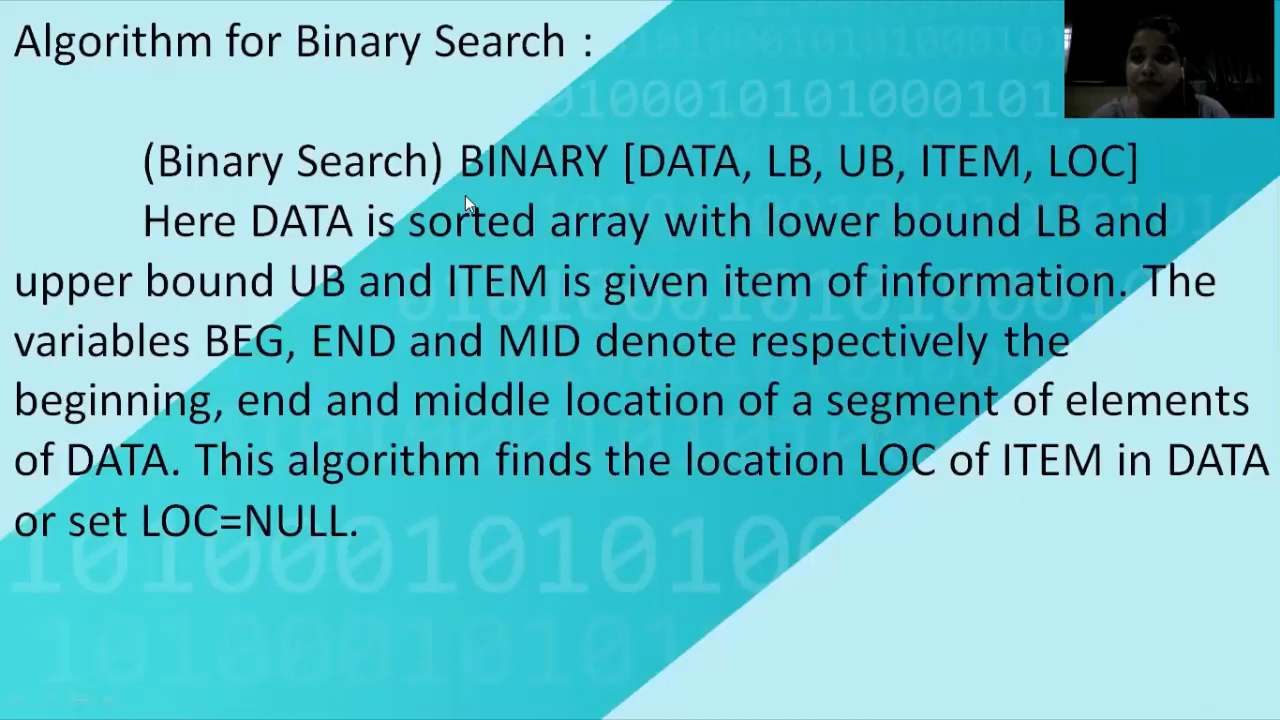 Algorithm for Binary Search :
(Binary Search) BINARY [DATA, LB, UB, ITEM, LOC]
Here DATA is sorted array with lower bound LB and
upper bound UB and ITEM is given item of information. The
variables BEG, END and MID denote respectively the
beginning, end and middle location of a segment of elements
of DATA. This algorithm finds the location LOC of ITEM in DATA
or set LOC=NULL.